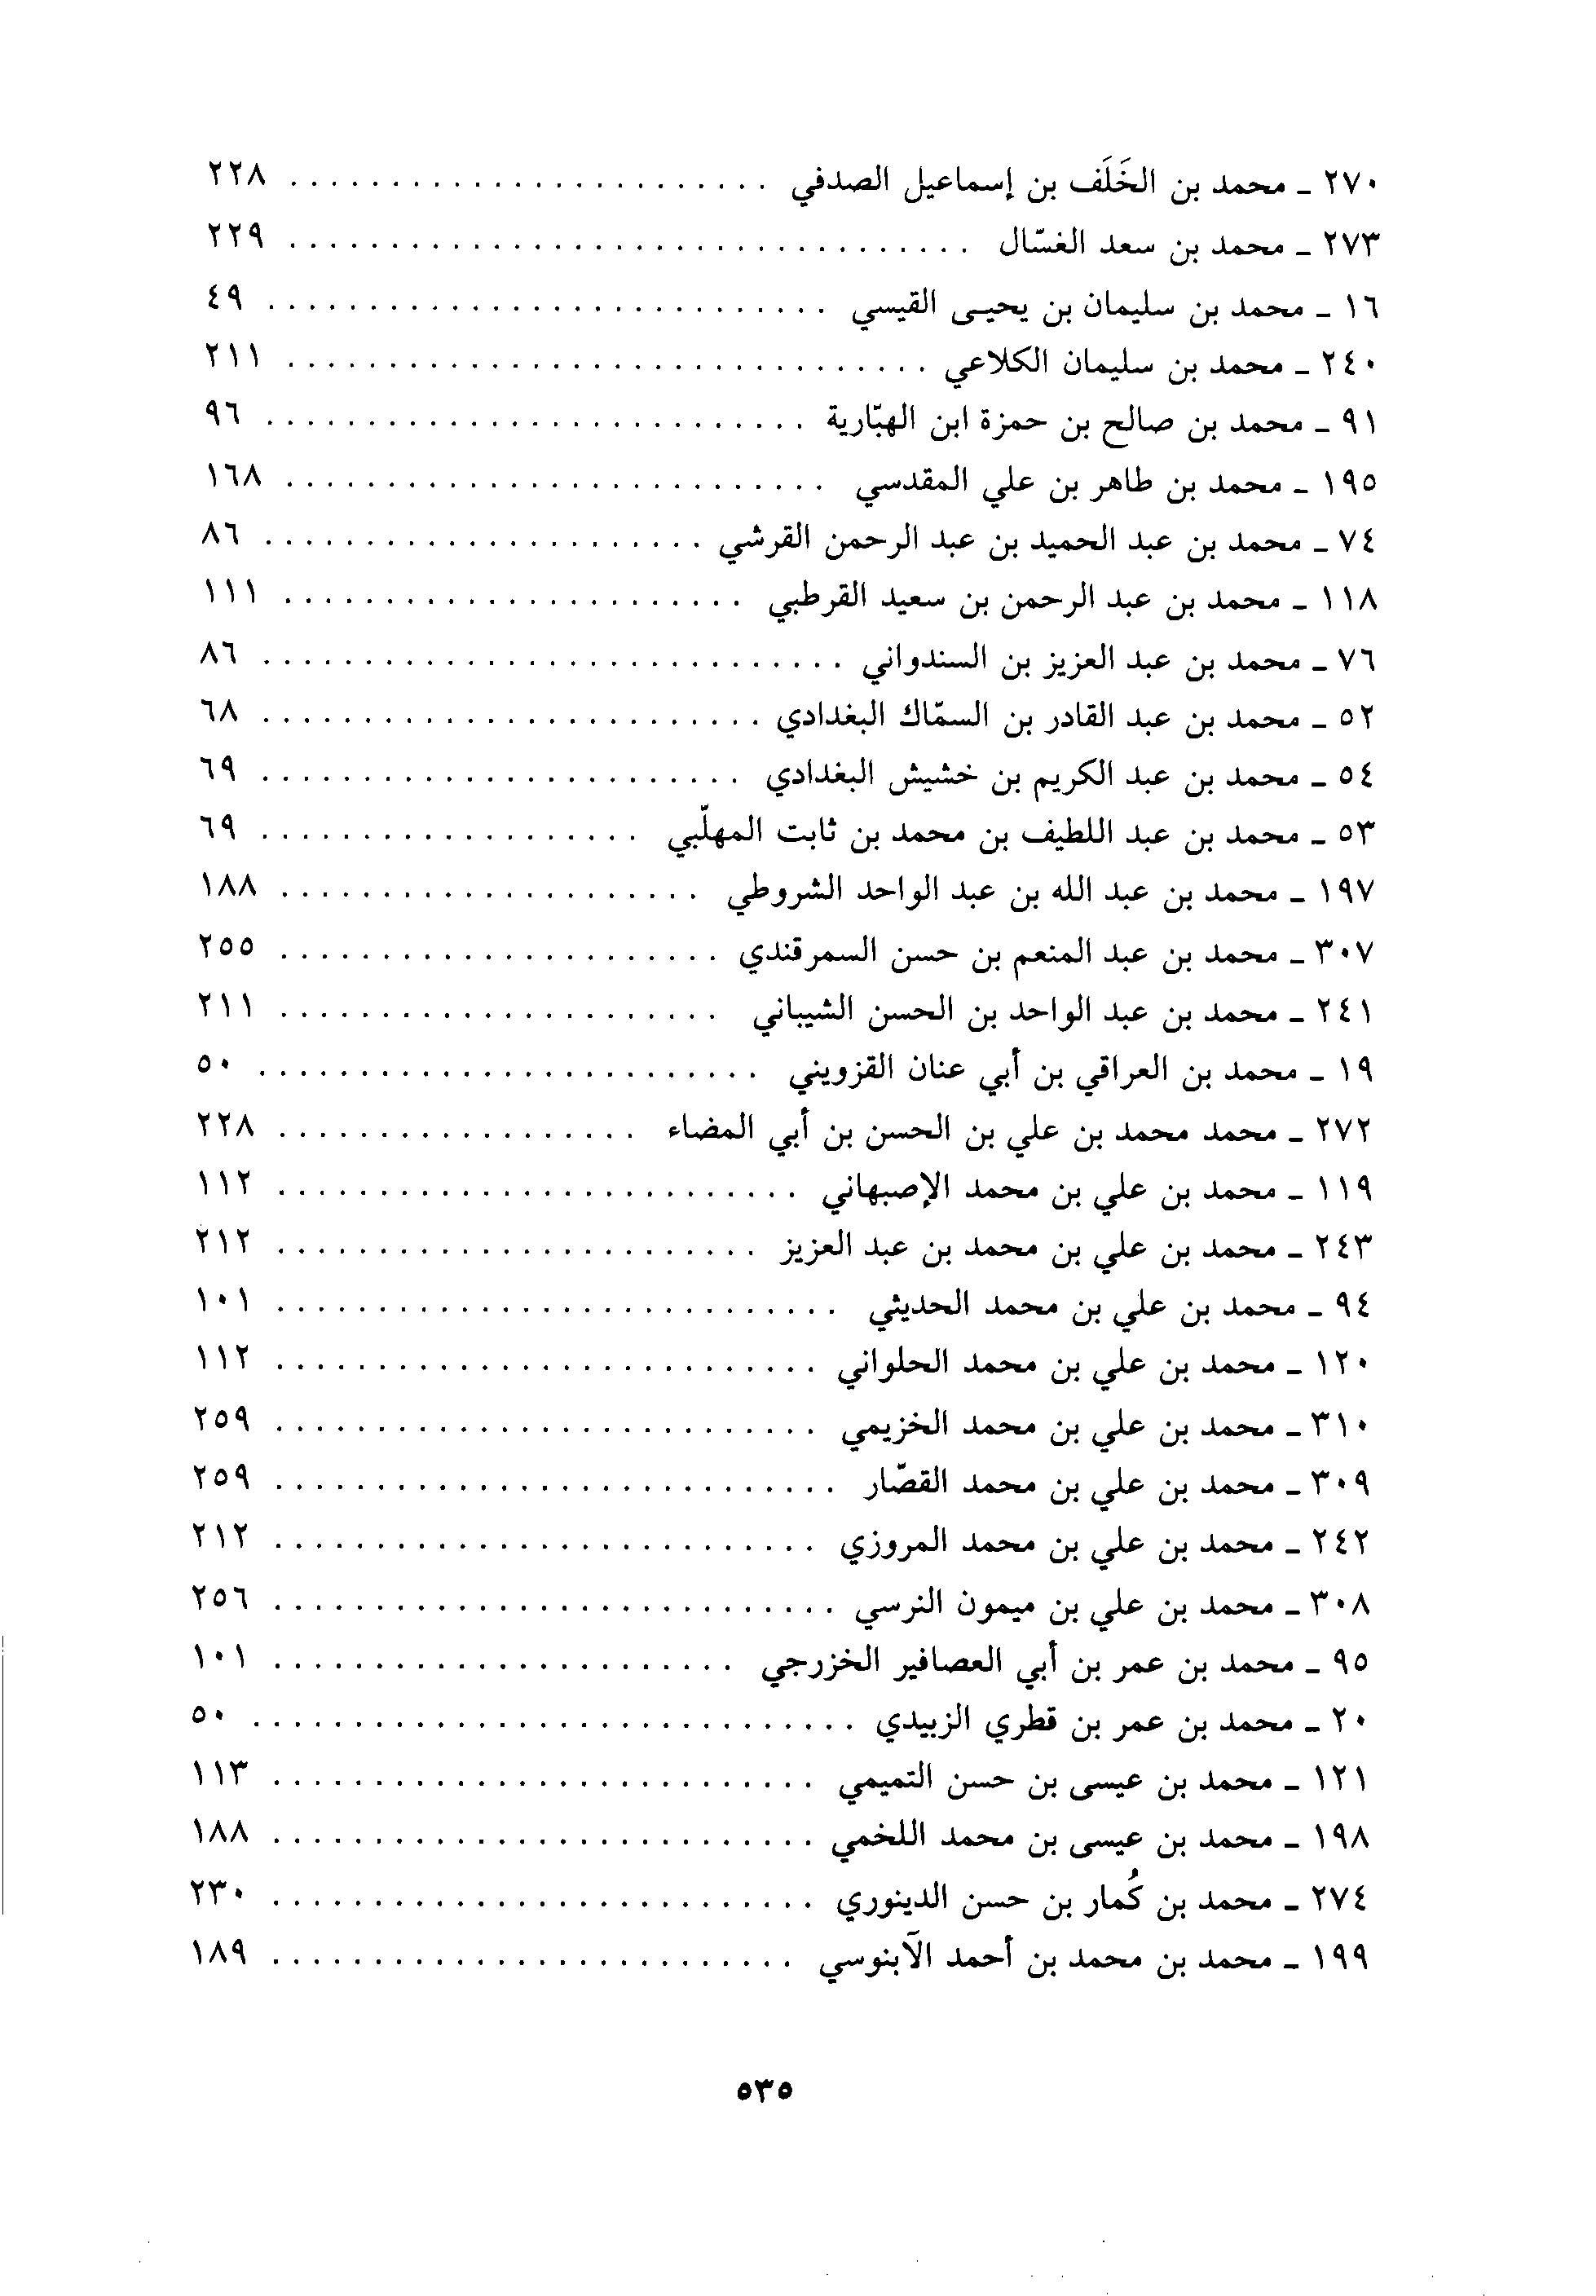 ٢٧٠ ـ محمد بن الخَلَف بن إسماعيل الصدفي . . . . . . . . . . . . . . . . . . . . . . . . ٢٢٨
٢٧٣ ـ محمد بن سعد الغسّال . . . . . . . . . . . . . . . . . . . . . . . . . . . . . . . . . . ٢٢٩
١٦ ـ محمد بن سليمان بن يحيـى القيسي . . . . . . . . . . . . . . . . . . . . . . . . . . . . ٤٩
٢٤٠ ـ محمد بن سليمان الكلاعي . . . . . . . . . . . . . . . . . . . . . . . . . . . . . . . . ٢١١
٩١ ـ محمد بن صالح بن حمزة ابن الهبّارية . . . . . . . . . . . . . . . . . . . . . . . . . . . ٩٦
١٩٥ ـ محمد بن طاهر بن علي المقدسي . . . . . . . . . . . . . . . . . . . . . . . . . . . ١٦٨
٧٤ ـ محمد بن عبد الحميد بن عبد الرحمن القرشي . . . . . . . . . . . . . . . . . . . . . . ٨٦
١١٨ ـ محمد بن عبد الرحمن بن سعيد القرطبي . . . . . . . . . . . . . . . . . . . . . . . ١١١
٧٦ ـ محمد بن عبد العزيز بن السندواني . . . . . . . . . . . . . . . . . . . . . . . . . . . . . ٨٦
٥٢ ـ محمد بن عبد القادر بن السمّاك البغدادي . . . . . . . . . . . . . . . . . . . . . . . . . ٦٨
٥٤ ـ محمد بن عبد الكريم بن خشيش البغدادي . . . . . . . . . . . . . . . . . . . . . . . . ٦٩
٥٣ ـ محمد بن عبد اللطيف بن محمد بن ثابت المهلّبي . . . . . . . . . . . . . . . . . . . ٦٩
١٩٧ ـ محمد بن عبد الله بن عبد الواحد الشروطي . . . . . . . . . . . . . . . . . . . . . ١٨٨
٣٠٧ ـ محمد بن عبد المنعم بن حسن السمرقندي . . . . . . . . . . . . . . . . . . . . . . ٢٥٥
٢٤١ ـ محمد بن عبد الواحد بن الحسن الشيباني . . . . . . . . . . . . . . . . . . . . . . ٢١١
١٩ ـ محمد بن العراقي بن أبي عنان القزويني . . . . . . . . . . . . . . . . . . . . . . . . . ٥٠
٢٧٢ ـ محمد محمد بن علي بن الحسن بن أبي المضاء . . . . . . . . . . . . . . . . . . ٢٢٨
١١٩ ـ محمد بن علي بن محمد الإصبهاني . . . . . . . . . . . . . . . . . . . . . . . . . . ١١٢
٢٤٣ ـ محمد بن علي بن محمد بن عبد العزيز . . . . . . . . . . . . . . . . . . . . . . . . ٢١٢
٩٤ ـ محمد بن علي بن محمد الحديثي . . . . . . . . . . . . . . . . . . . . . . . . . . . . ١٠١
١٢٠ ـ محمد بن علي بن محمد الحلواني . . . . . . . . . . . . . . . . . . . . . . . . . . . ١١٢
٣١٠ ـ محمد بن علي بن محمد الخزيمي . . . . . . . . . . . . . . . . . . . . . . . . . . . ٢٥٩
٣٠٩ ـ محمد بن علي بن محمد القصّار . . . . . . . . . . . . . . . . . . . . . . . . . . . . ٢٥٩
٢٤٢ ـ محمد بن علي بن محمد المروزي . . . . . . . . . . . . . . . . . . . . . . . . . . . ٢١٢
٣٠٨ ـ محمد بن علي بن ميمون النرسي . . . . . . . . . . . . . . . . . . . . . . . . . . . . ٢٥٦
٩٥ ـ محمد بن عمر بن أبي العصافير الخزرجي . . . . . . . . . . . . . . . . . . . . . . . ١٠١
٢٠ ـ محمد بن عمر بن قطري الزبيدي . . . . . . . . . . . . . . . . . . . . . . . . . . . . . . ٥٠
١٢١ ـ محمد بن عيسى بن حسن التميمي . . . . . . . . . . . . . . . . . . . . . . . . . . . ١١٣
١٩٨ ـ محمد بن عيسى بن محمد اللخمي . . . . . . . . . . . . . . . . . . . . . . . . . . . ١٨٨
٢٧٤ ـ محمد بن كُمار بن حسن الدينوري . . . . . . . . . . . . . . . . . . . . . . . . . . . ٢٣٠
١٩٩ ـ محمد بن محمد بن أحمد الآبنوسي . . . . . . . . . . . . . . . . . . . . . . . . . . ١٨٩
٥٣٥